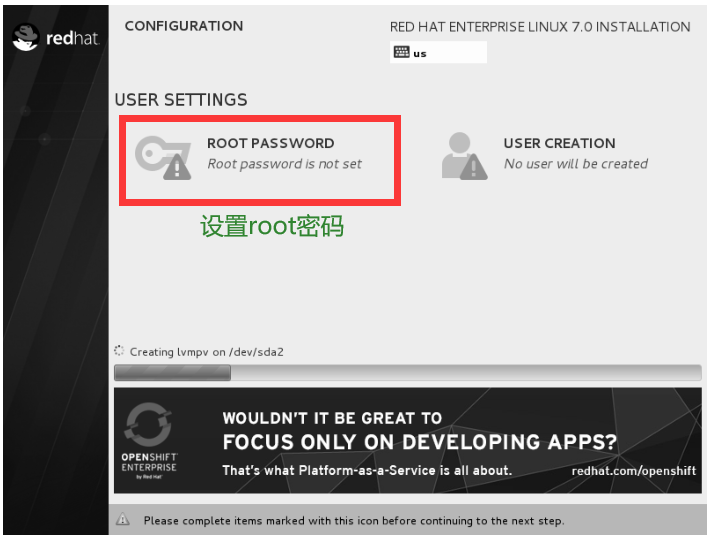 redhat.
CONFIGURATION
RED HAT ENTERPRISE LINUX 7.0 INSTALLATION
us
USER SETTINGS
ROOT PASSWORD
Root password is not set
USER CREATION
No user will be created
设置root密码
Creating lvmpv on /dev/sda2
OPENSHIFT
ENTERPRISE
by Red Hat
WOULDN'T IT BE GREAT TO
FOCUS ONLY ON DEVELOPING APPS?
That's what Platform-as-a-Service is all about.
redhat.com/openshift
Please complete items marked with this icon before continuing to the next step.